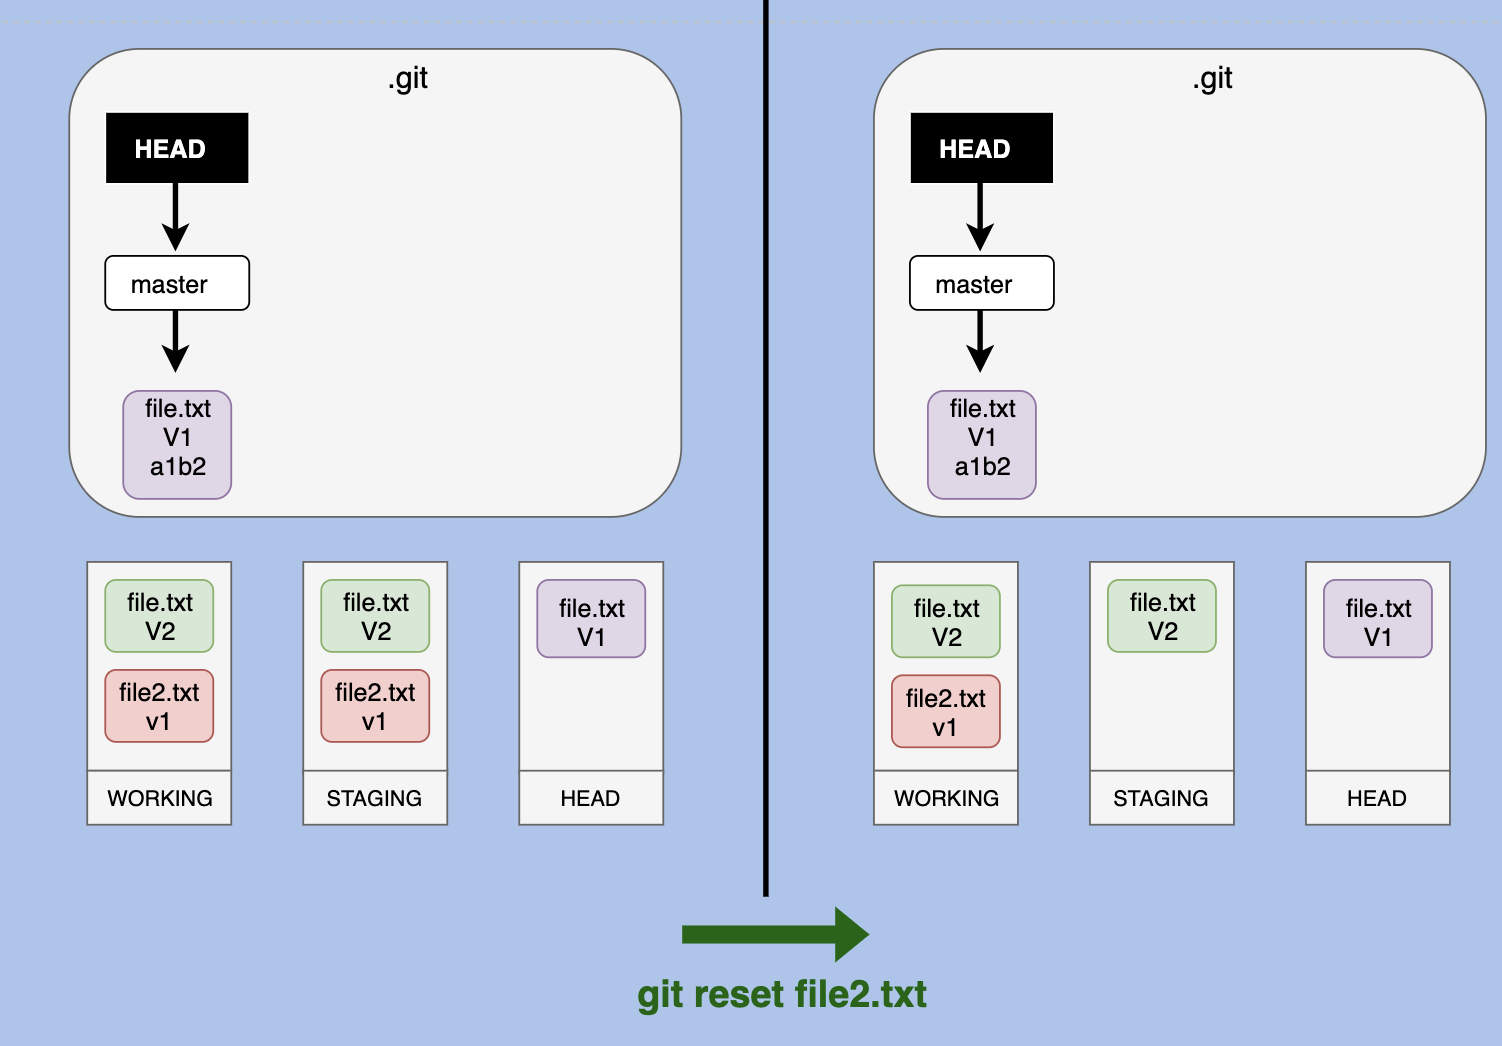 .git
HEAD
master
file.txt
V1
a1b2
file.txt
V2
file2.txt
v1
WORKING
file.txt
V2
file2.txt
v1
STAGING
file.txt
V1
HEAD
.git
HEAD
master
file.txt
V1
a1b2
file.txt
V2
file2.txt
v1
WORKING
file.txt
V2
STAGING
file.txt
V1
HEAD
git reset file2.txt